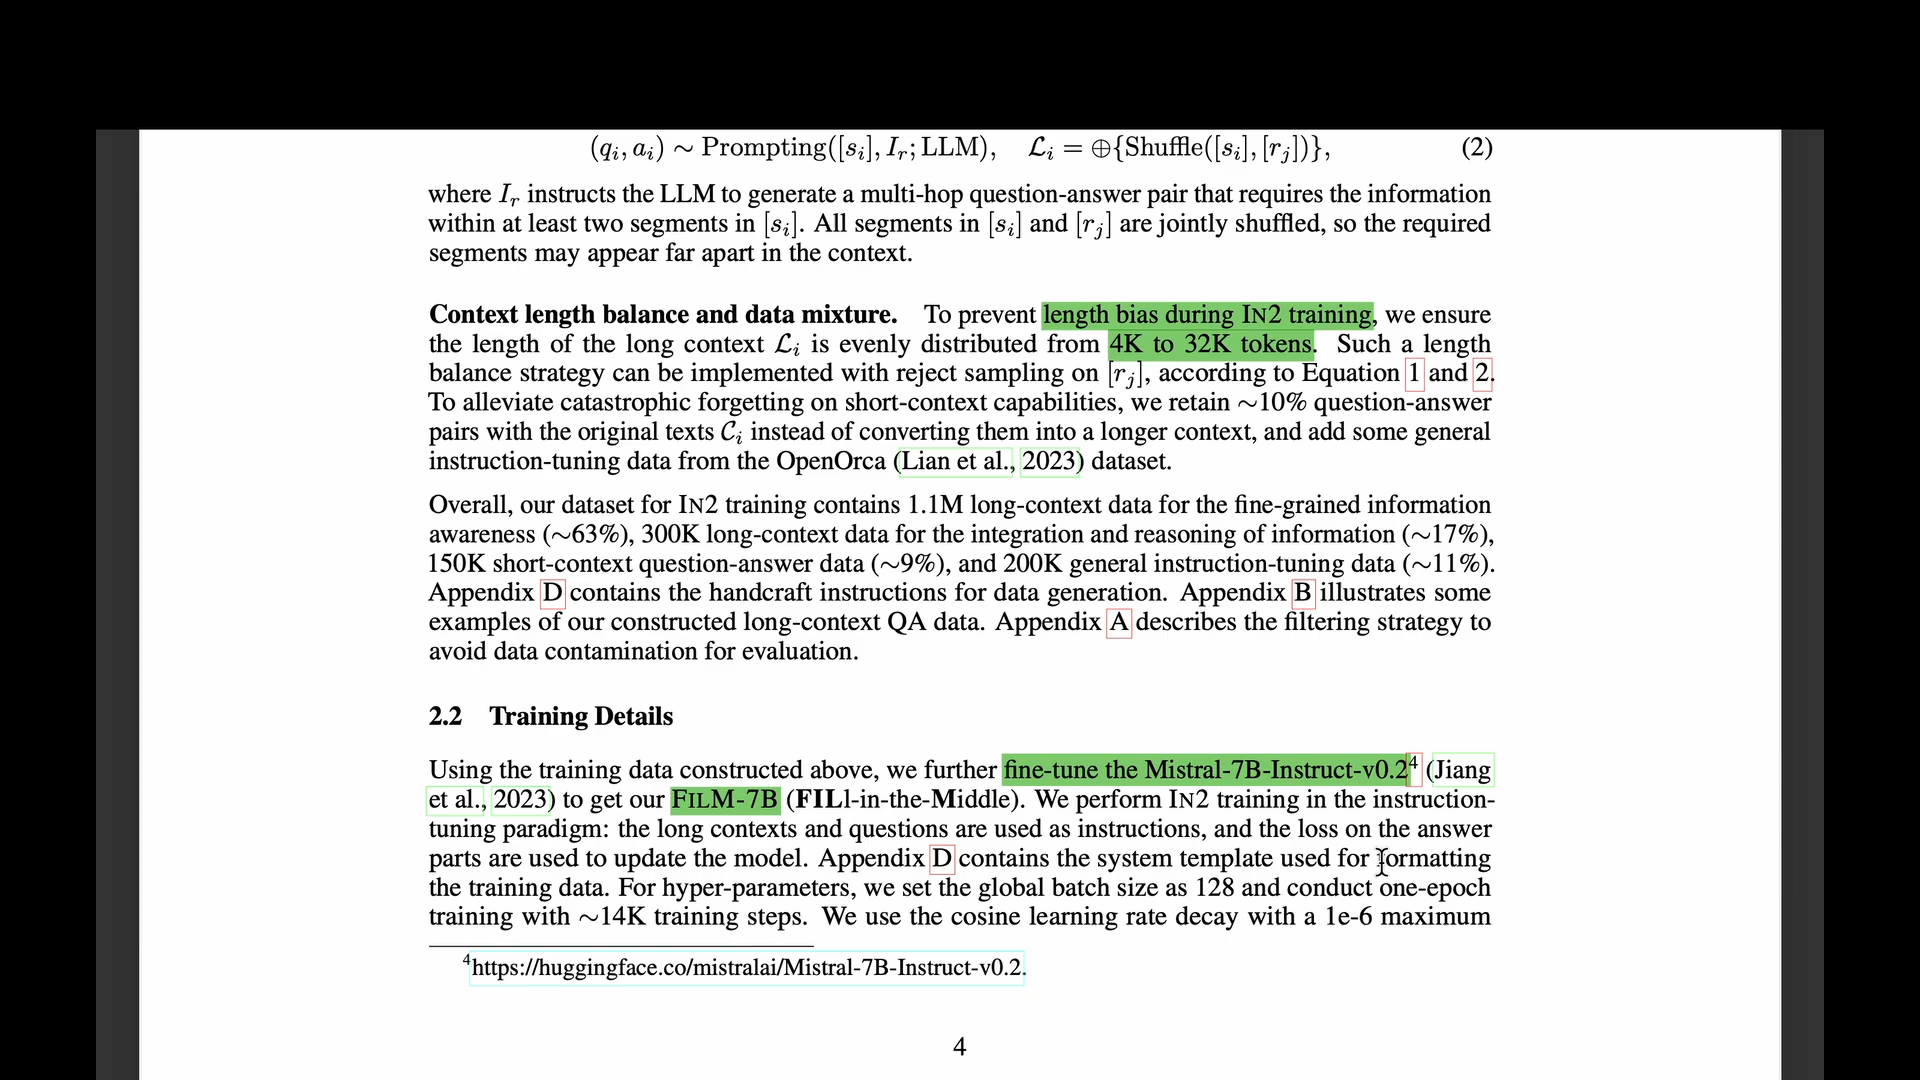 (qi, ai) ∼ Prompting([si], Ir; LLM), ℒi = ⊕{Shuffle([si], [rj])}, (2)
where Ir instructs the LLM to generate a multi-hop question-answer pair that requires the information
within at least two segments in [si]. All segments in [si] and [rj] are jointly shuffled, so the required
segments may appear far apart in the context.
Context length balance and data mixture. To prevent length bias during IN2 training, we ensure
the length of the long context ℒi is evenly distributed from 4K to 32K tokens. Such a length
balance strategy can be implemented with reject sampling on [rj], according to Equation 1 and 2.
To alleviate catastrophic forgetting on short-context capabilities, we retain ∼10% question-answer
pairs with the original texts 𝒞i instead of converting them into a longer context, and add some general
instruction-tuning data from the OpenOrca (Lian et al., 2023) dataset.
Overall, our dataset for IN2 training contains 1.1M long-context data for the fine-grained information
awareness (∼63%), 300K long-context data for the integration and reasoning of information (∼17%),
150K short-context question-answer data (∼9%), and 200K general instruction-tuning data (∼11%).
Appendix D contains the handcraft instructions for data generation. Appendix B illustrates some
examples of our constructed long-context QA data. Appendix A describes the filtering strategy to
avoid data contamination for evaluation.
2.2 Training Details
Using the training data constructed above, we further fine-tune the Mistral-7B-Instruct-v0.2⁴ (Jiang
et al., 2023) to get our FILM-7B (FILl-in-the-Middle). We perform IN2 training in the instruction-
tuning paradigm: the long contexts and questions are used as instructions, and the loss on the answer
parts are used to update the model. Appendix D contains the system template used for formatting
the training data. For hyper-parameters, we set the global batch size as 128 and conduct one-epoch
training with ∼14K training steps. We use the cosine learning rate decay with a 1e-6 maximum
⁴https://huggingface.co/mistralai/Mistral-7B-Instruct-v0.2.
4